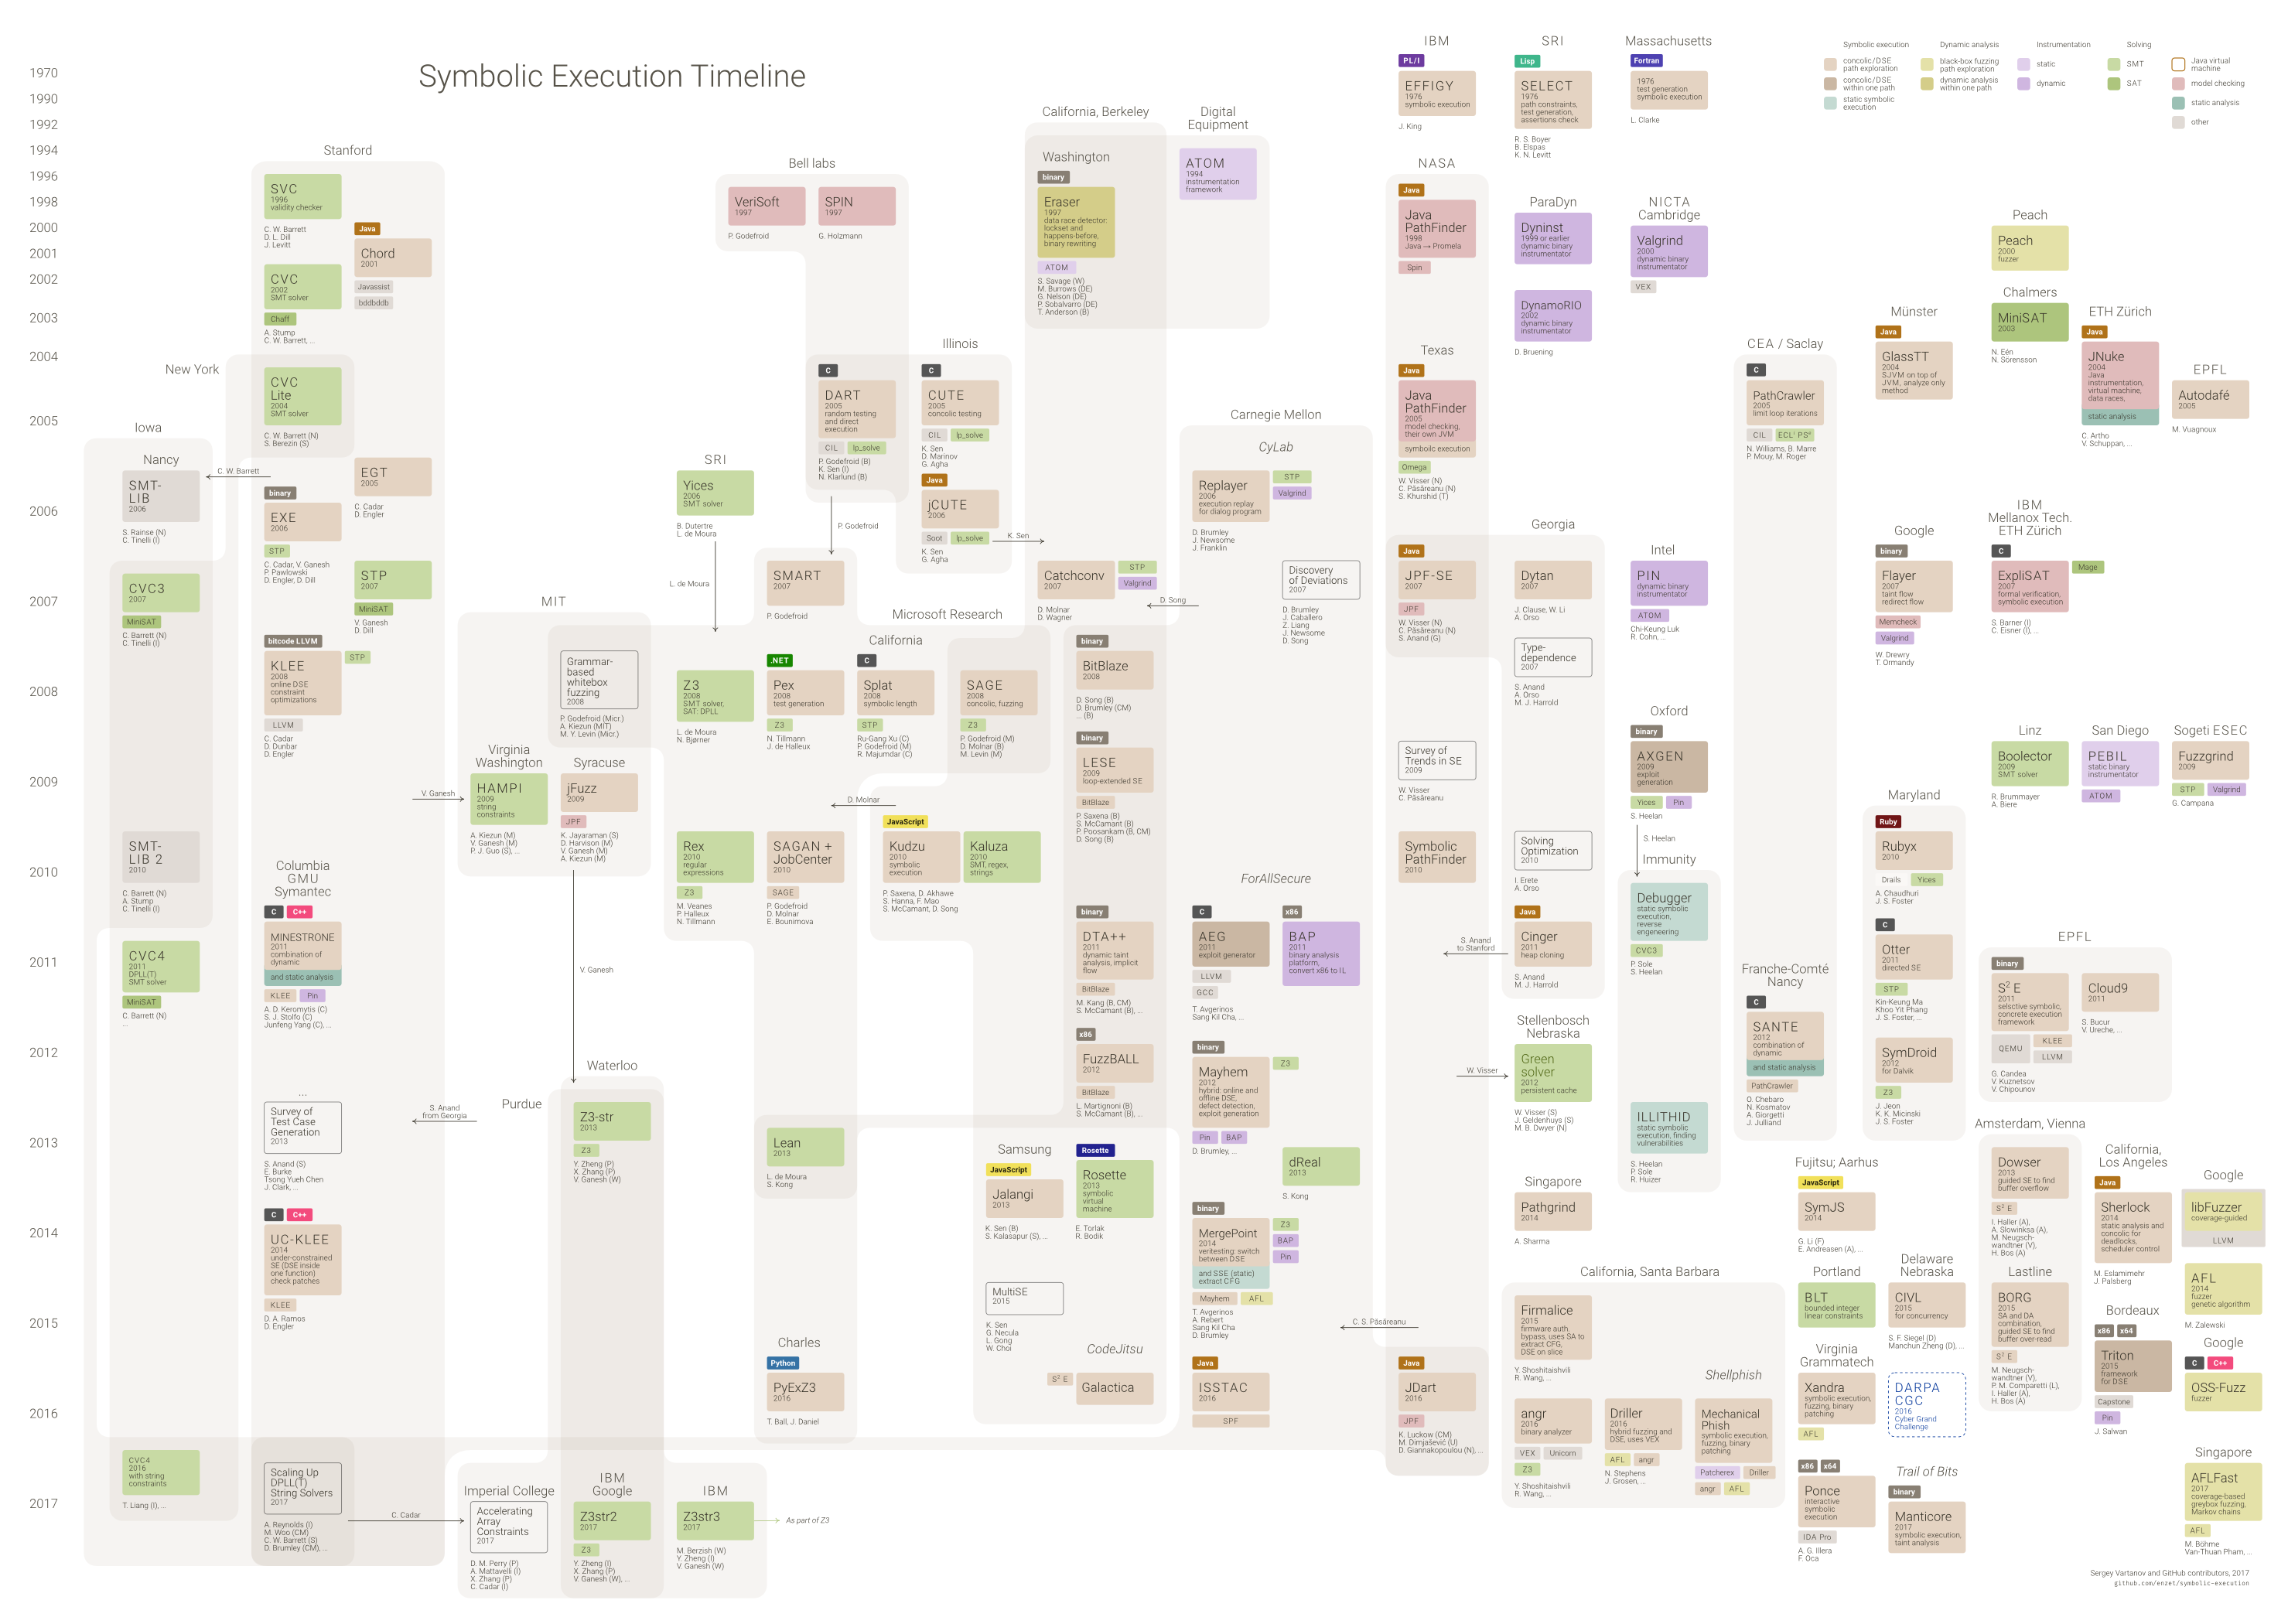 Symbolic Execution Timeline
1970
1990
1992
1994
1996
1998
2000
2001
2002
2003
2004
2005
2006
2007
2008
2009
2010
2011
2012
2013
2014
2015
2016
2017
Symbolic execution
concolic/DSE
path exploration
concolic/DSE
within one path
static symbolic
execution
Dynamic analysis
black-box fuzzing
path exploration
dynamic analysis
within one path
Instrumentation
static
dynamic
Solving
SMT
SAT
Java virtual
machine
model checking
static analysis
other
IBM
PL/I
EFFIGY
1976
symbolic execution
J. King
SRI
Lisp
SELECT
1976
path constraints,
test generation,
assertions check
R. S. Boyer
B. Elspas
K. N. Levitt
Massachusetts
Fortran
1976
test generation
symbolic execution
L. Clarke
Stanford
SVC
1996
validity checker
C. W. Barrett
D. L. Dill
J. Levitt
Java
Chord
2001
Javassist
bddbddb
CVC
2002
SMT solver
Chaff
A. Stump
C. W. Barrett, ...
New York
CVC
Lite
2004
SMT solver
C. W. Barrett (N)
S. Berezin (S)
Iowa
Nancy
C. W. Barrett
SMT-
LIB
2006
S. Rainse (N)
C. Tinelli (I)
EGT
2005
C. Cadar
D. Engler
binary
EXE
2006
STP
C. Cadar, V. Ganesh
P. Pawlowski
D. Engler, D. Dill
STP
2007
MiniSAT
V. Ganesh
D. Dill
CVC3
2007
MiniSAT
C. Barrett (N)
C. Tinelli (I)
bitcode LLVM
KLEE
2008
online DSE
constraint
optimizations
STP
LLVM
C. Cadar
D. Dunbar
D. Engler
SMT-
LIB 2
2010
C. Barrett (N)
A. Stump
C. Tinelli (I)
Columbia
GMU
Symantec
C C++
MINESTRONE
2011
combination of
dynamic
and static analysis
KLEE Pin
A. D. Keromytis (C)
S. J. Stolfo (C)
Junfeng Yang (C), ...
CVC4
2011
DPLL(T)
SMT solver
MiniSAT
C. Barrett (N)
...
...
Survey of
Test Case
Generation
2013
S. Anand (S)
E. Burke
Tsong Yueh Chen
J. Clark, ...
S. Anand
from Georgia
C C++
UC-KLEE
2014
under-constrained
SE (DSE inside
one function)
check patches
KLEE
D. A. Ramos
D. Engler
CVC4
2016
with string
constraints
T. Liang (I), ...
Scaling Up
DPLL(T)
String Solvers
2017
A. Reynolds (I)
M. Woo (CM)
C. W. Barrett (S)
D. Brumley (CM), ...
C. Cadar
Bell labs
VeriSoft
1997
P. Godefroid
SPIN
1997
G. Holzmann
California, Berkeley
Digital
Equipment
Washington
binary
Eraser
1997
data race detector:
lockset and
happens-before,
binary rewriting
ATOM
S. Savage (W)
M. Burrows (DE)
G. Nelson (DE)
P. Sobalvarro (DE)
T. Anderson (B)
ATOM
1994
instrumentation
framework
Illinois
C
DART
2005
random testing
and direct
execution
CIL lp_solve
P. Godefroid (B)
K. Sen (I)
N. Klarlund (B)
C
CUTE
2005
concolic testing
CIL lp_solve
K. Sen
D. Marinov
G. Agha
Java
jCUTE
2006
Soot lp_solve
K. Sen
G. Agha
P. Godefroid
K. Sen
SRI
Yices
2006
SMT solver
B. Dutertre
L. de Moura
L. de Moura
SMART
2007
P. Godefroid
Catchconv
2007
STP
Valgrind
D. Molnar
D. Wagner
D. Song
MIT
Grammar-
based
whitebox
fuzzing
2008
P. Godefroid (Micr.)
A. Kiezun (MIT)
M. Y. Levin (Micr.)
Microsoft Research
California
Z3
2008
SMT solver,
SAT: DPLL
L. de Moura
N. Bjørner
.NET
Pex
2008
test generation
Z3
N. Tillmann
J. de Halleux
C
Splat
2008
symbolic length
STP
Ru-Gang Xu (C)
P. Godefroid (M)
R. Majumdar (C)
SAGE
2008
concolic, fuzzing
Z3
P. Godefroid (M)
D. Molnar (B)
M. Levin (M)
binary
BitBlaze
2008
D. Song (B)
D. Brumley (CM)
... (B)
binary
LESE
2009
loop-extended SE
BitBlaze
P. Saxena (B)
S. McCamant (B)
P. Poosankam (B, CM)
D. Song (B)
Virginia
Washington
V. Ganesh
HAMPI
2009
string
constraints
A. Kiezun (M)
V. Ganesh (M)
P. J. Guo (S), ...
Syracuse
jFuzz
2009
JPF
K. Jayaraman (S)
D. Harvison (M)
V. Ganesh (M)
A. Kiezun (M)
D. Molnar
Rex
2010
regular
expressions
Z3
M. Veanes
P. Halleux
N. Tillmann
SAGAN +
JobCenter
2010
SAGE
P. Godefroid
D. Molnar
E. Bounimova
JavaScript
Kudzu
2010
symbolic
execution
Kaluza
2010
SMT, regex,
strings
P. Saxena, D. Akhawe
S. Hanna, F. Mao
S. McCamant, D. Song
V. Ganesh
binary
DTA++
2011
dynamic taint
analysis, implicit
flow
BitBlaze
M. Kang (B, CM)
S. McCamant (B), ...
x86
FuzzBALL
2012
BitBlaze
L. Martignoni (B)
S. McCamant (B), ...
Waterloo
Purdue
Z3-str
2013
Z3
Y. Zheng (P)
X. Zhang (P)
V. Ganesh (W)
Lean
2013
L. de Moura
S. Kong
Samsung
JavaScript
Jalangi
2013
K. Sen (B)
S. Kalasapur (S), ...
Rosette
Rosette
2013
symbolic
virtual
machine
E. Torlak
R. Bodik
MultiSE
2015
K. Sen
G. Necula
L. Gong
W. Choi
CodeJitsu
S² E
Galactica
Charles
Python
PyExZ3
2016
T. Ball, J. Daniel
Imperial College
Accelerating
Array
Constraints
2017
D. M. Perry (P)
A. Mattavelli (I)
X. Zhang (P)
C. Cadar (I)
IBM
Google
Z3str2
2017
Z3
Y. Zheng (I)
X. Zhang (P)
V. Ganesh (W), ...
IBM
Z3str3
2017
M. Berzish (W)
Y. Zheng (I)
V. Ganesh (W)
As part of Z3
Carnegie Mellon
CyLab
Replayer
2006
execution replay
for dialog program
STP
Valgrind
D. Brumley
J. Newsome
J. Franklin
Discovery
of Deviations
2007
D. Brumley
J. Caballero
Z. Liang
J. Newsome
D. Song
ForAllSecure
C
AEG
2011
exploit generator
LLVM
GCC
T. Avgerinos
Sang Kil Cha, ...
x86
BAP
2011
binary analysis
platform,
convert x86 to IL
binary
Mayhem
2012
hybrid: online and
offline DSE,
defect detection,
exploit generation
Z3
Pin BAP
D. Brumley, ...
dReal
2013
S. Kong
binary
MergePoint
2014
veritesting: switch
between DSE
and SSE (static)
extract CFG
Z3
BAP
Pin
Mayhem AFL
T. Avgerinos
A. Rebert
Sang Kil Cha
D. Brumley
C. S. Păsăreanu
Java
ISSTAC
2016
SPF
NASA
Java
Java
PathFinder
1998
Java → Promela
Spin
Texas
Java
Java
PathFinder
2005
model checking,
their own JVM
symbolic execution
Omega
W. Visser (N)
C. Păsăreanu (N)
S. Khurshid (T)
Georgia
Java
JPF-SE
2007
JPF
W. Visser (N)
C. Păsăreanu (N)
S. Anand (G)
Dytan
2007
J. Clause, W. Li
A. Orso
Type-
dependence
2007
S. Anand
A. Orso
M. J. Harrold
Survey of
Trends in SE
2009
W. Visser
C. Păsăreanu
Symbolic
PathFinder
2010
Solving
Optimization
2010
I. Erete
A. Orso
Java
Cinger
2011
heap cloning
S. Anand
M. J. Harrold
S. Anand
to Stanford
W. Visser
Stellenbosch
Nebraska
Green
solver
2012
persistent cache
W. Visser (S)
J. Geldenhuys (S)
M. B. Dwyer (N)
Singapore
Pathgrind
2014
A. Sharma
Java
JDart
2016
JPF
K. Luckow (CM)
M. Dimjašević (U)
D. Giannakopoulou (N), ...
ParaDyn
Dyninst
1999 or earlier
dynamic binary
instrumentator
DynamoRIO
2002
dynamic binary
instrumentator
D. Bruening
NICTA
Cambridge
Valgrind
2000
dynamic binary
instrumentator
VEX
Intel
PIN
dynamic binary
instrumentator
ATOM
Chi-Keung Luk
R. Cohn, ...
Oxford
binary
AXGEN
2009
exploit
generation
Yices Pin
S. Heelan
S. Heelan
Immunity
Debugger
static symbolic
execution,
reverse
engeneering
CVC3
P. Sole
S. Heelan
ILLITHID
static symbolic
execution, finding
vulnerabilities
S. Heelan
P. Sole
R. Huizer
CEA / Saclay
C
PathCrawler
2005
limit loop iterations
CIL ECLⁱ PSᵉ
N. Williams, B. Marre
P. Mouy, M. Roger
Franche-Comté
Nancy
C
SANTE
2012
combination of
dynamic
and static analysis
PathCrawler
O. Chebaro
N. Kosmatov
A. Giorgetti
J. Julliand
Münster
Java
GlassTT
2004
SJVM on top of
JVM, analyze only
method
Peach
Peach
2000
fuzzer
Chalmers
MiniSAT
2003
N. Eén
N. Sörensson
ETH Zürich
Java
JNuke
2004
Java
instrumentation,
virtual machine,
data races,
static analysis
C. Artho
V. Schuppan, ...
EPFL
Autodafé
2005
M. Vuagnoux
Google
binary
Flayer
2007
taint flow
redirect flow
Memcheck
Valgrind
W. Drewry
T. Ormandy
IBM
Mellanox Tech.
ETH Zürich
C
ExpliSAT
2007
formal verification,
symbolic execution
Mage
S. Barner (I)
C. Eisner (I), ...
Linz
Boolector
2009
SMT solver
R. Brummayer
A. Biere
San Diego
PEBIL
static binary
instrumentator
ATOM
Sogeti ESEC
Fuzzgrind
2009
STP Valgrind
G. Campana
Maryland
Ruby
Rubyx
2010
Drails Yices
A. Chaudhuri
J. S. Foster
C
Otter
2011
directed SE
STP
Kin-Keung Ma
Khoo Yit Phang
J. S. Foster, ...
SymDroid
2012
for Dalvik
Z3
J. Jeon
K. K. Micinski
J. S. Foster
EPFL
binary
S² E
2011
selsctive symbolic,
concrete execution
framework
QEMU
KLEE
LLVM
G. Candea
V. Kuznetsov
V. Chipounov
Cloud9
2011
S. Bucur
V. Ureche, ...
Amsterdam, Vienna
Dowser
2013
guided SE to find
buffer overflow
S² E
I. Haller (A),
A. Slowinksa (A),
M. Neugsch-
wandtner (V),
H. Bos (A)
Lastline
BORG
2015
SA and DA
combination,
guided SE to find
buffer over-read
S² E
M. Neugsch-
wandtner (V),
P. M. Comparetti (L),
I. Haller (A),
H. Bos (A)
California,
Los Angeles
Java
Sherlock
2014
static analysis and
concolic for
deadlocks,
scheduler control
M. Eslamimehr
J. Palsberg
Google
libFuzzer
coverage-guided
LLVM
AFL
2014
fuzzer
genetic algorithm
M. Zalewski
Bordeaux
x86 x64
Triton
2015
framework
for DSE
Capstone
Pin
J. Salwan
Google
C C++
OSS-Fuzz
fuzzer
Singapore
AFLFast
2017
coverage-based
greybox fuzzing,
Markov chains
AFL
M. Böhme
Van-Thuan Pham, ...
Fujitsu; Aarhus
JavaScript
SymJS
2014
G. Li (F)
E. Andreasen (A), ...
Portland
BLT
bounded integer
linear constraints
Delaware
Nebraska
CIVL
2015
for concurrency
S. F. Siegel (D)
Manchun Zheng (D), ...
California, Santa Barbara
Firmalice
2015
firmware auth.
bypass, uses SA to
extract CFG,
DSE on slice
Y. Shoshitaishvili
R. Wang, ...
Shellphish
angr
2016
binary analyzer
VEX Unicorn
Z3
Y. Shoshitaishvili
R. Wang, ...
Driller
2016
hybrid fuzzing and
DSE, uses VEX
AFL angr
N. Stephens
J. Grosen, ...
Mechanical
Phish
symbolic execution,
fuzzing, binary
patching
Patcherex Driller
angr AFL
Virginia
Grammatech
Xandra
symbolic execution,
fuzzing, binary
patching
AFL
DARPA
CGC
2016
Cyber Grand
Challenge
x86 x64
Ponce
interactive
symbolic
execution
IDA Pro
A. G. Illera
F. Oca
Trail of Bits
binary
Manticore
2017
symbolic execution,
taint analysis
Sergey Vartanov and GitHub contributors, 2017
github.com/enzet/symbolic-execution